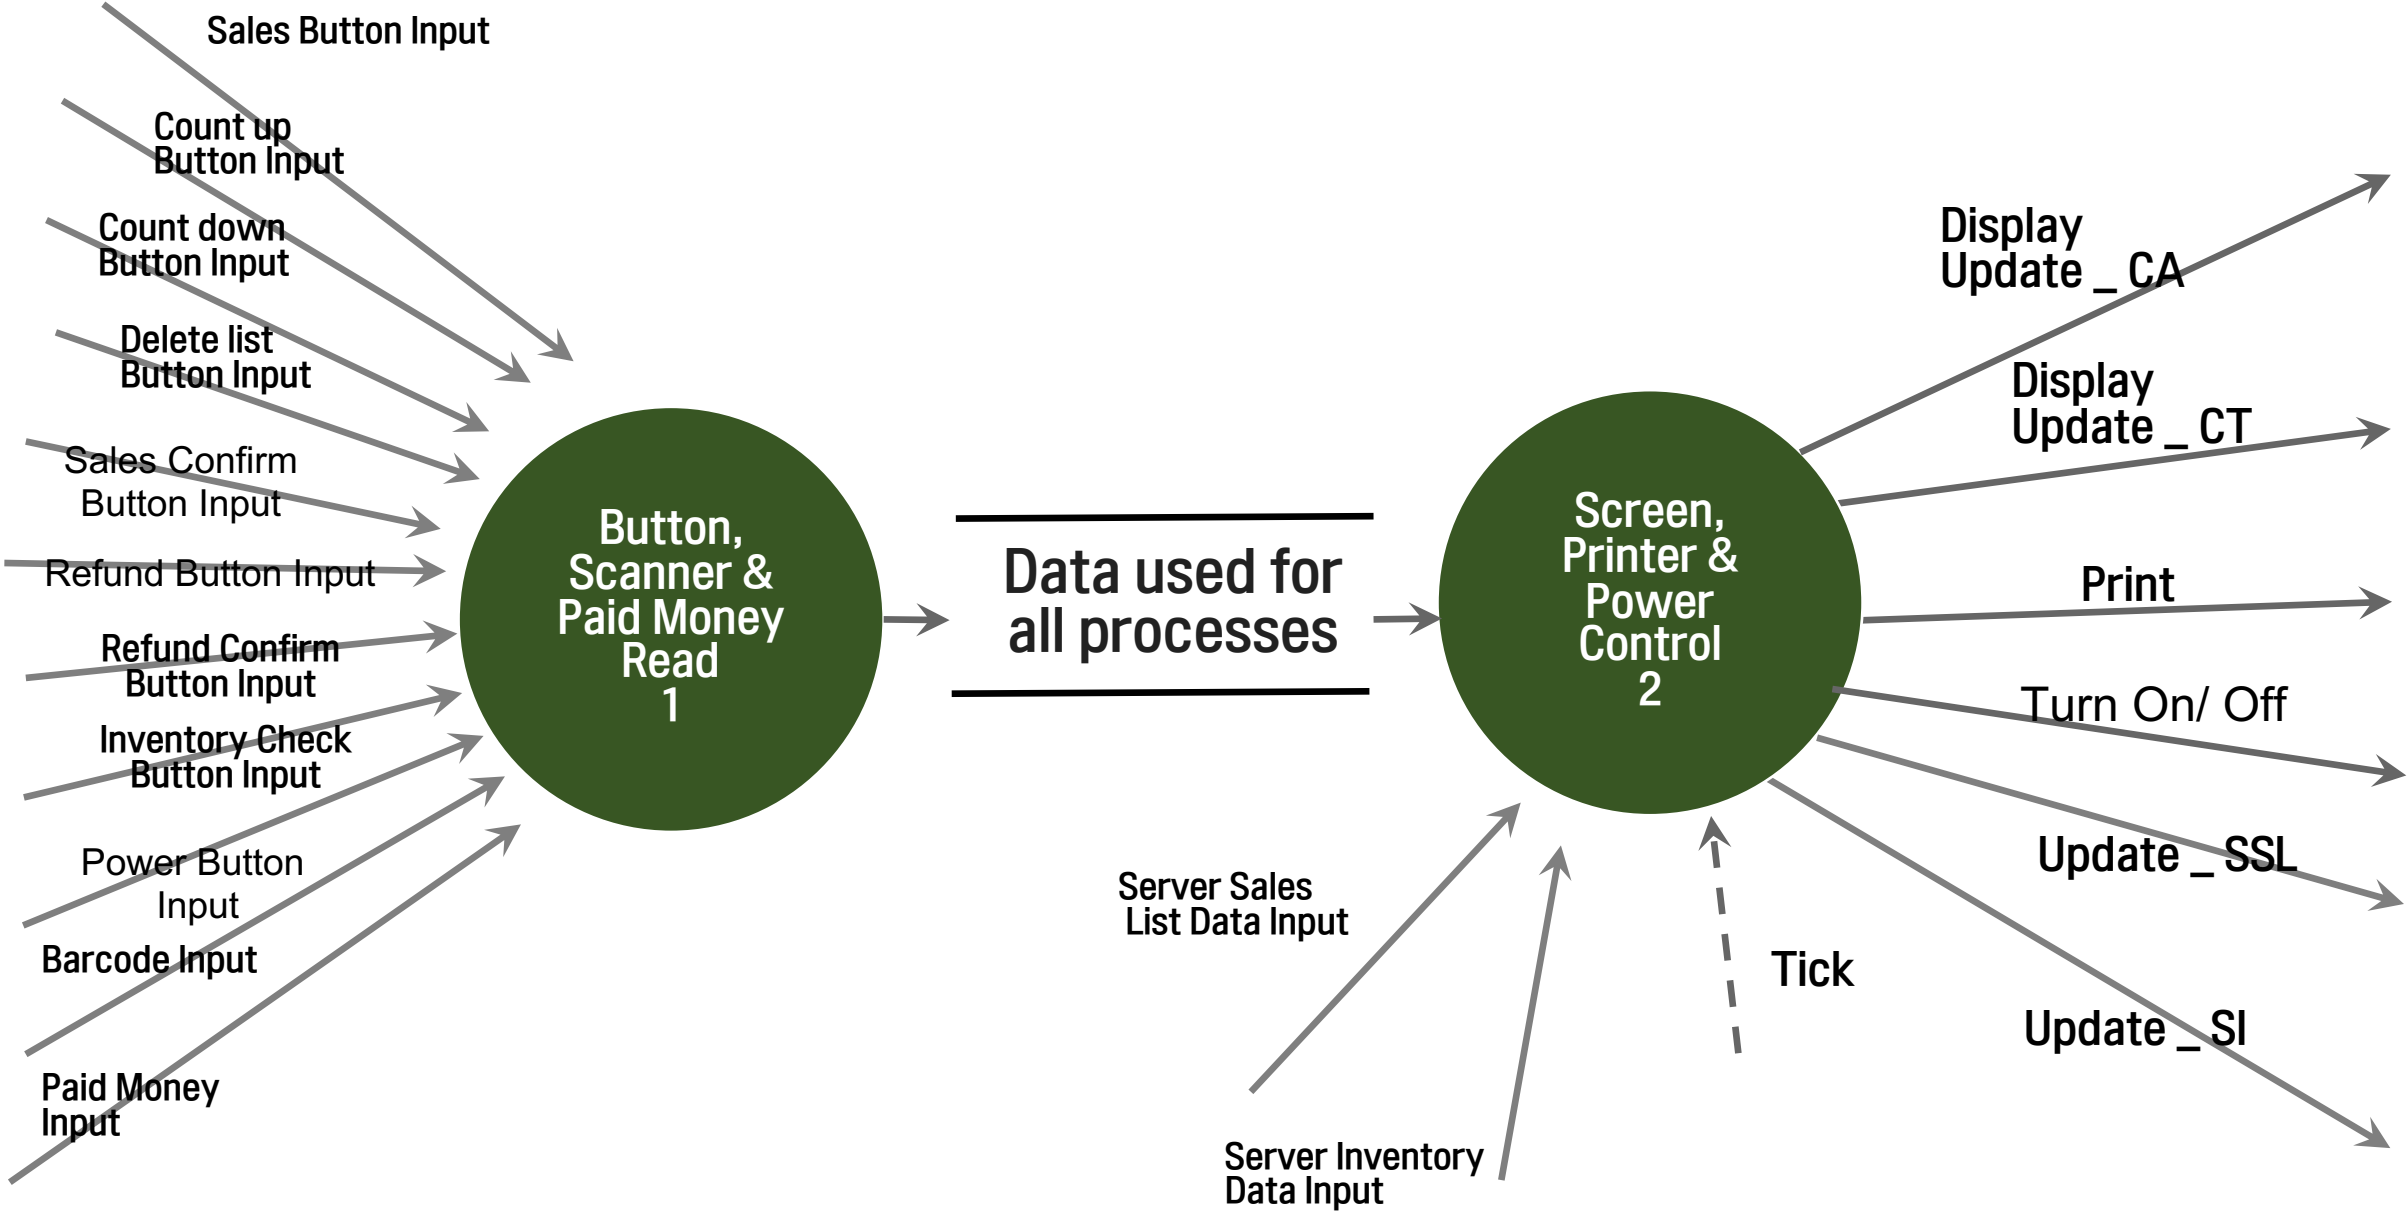 Sales Button Input
Count up
Button Input
Count down
Button Input
Delete list
Button Input
Sales Confirm
Button Input
Refund Button Input
Refund Confirm
Button Input
Inventory Check
Button Input
Power Button
Input
Barcode Input
Paid Money
Input
Button,
Scanner &
Paid Money
Read
1
Data used for
all processes
Screen,
Printer &
Power
Control
2
Server Sales
List Data Input
Server Inventory
Data Input
Tick
Display
Update _ CA
Display
Update _ CT
Print
Turn On/ Off
Update _ SSL
Update _ SI